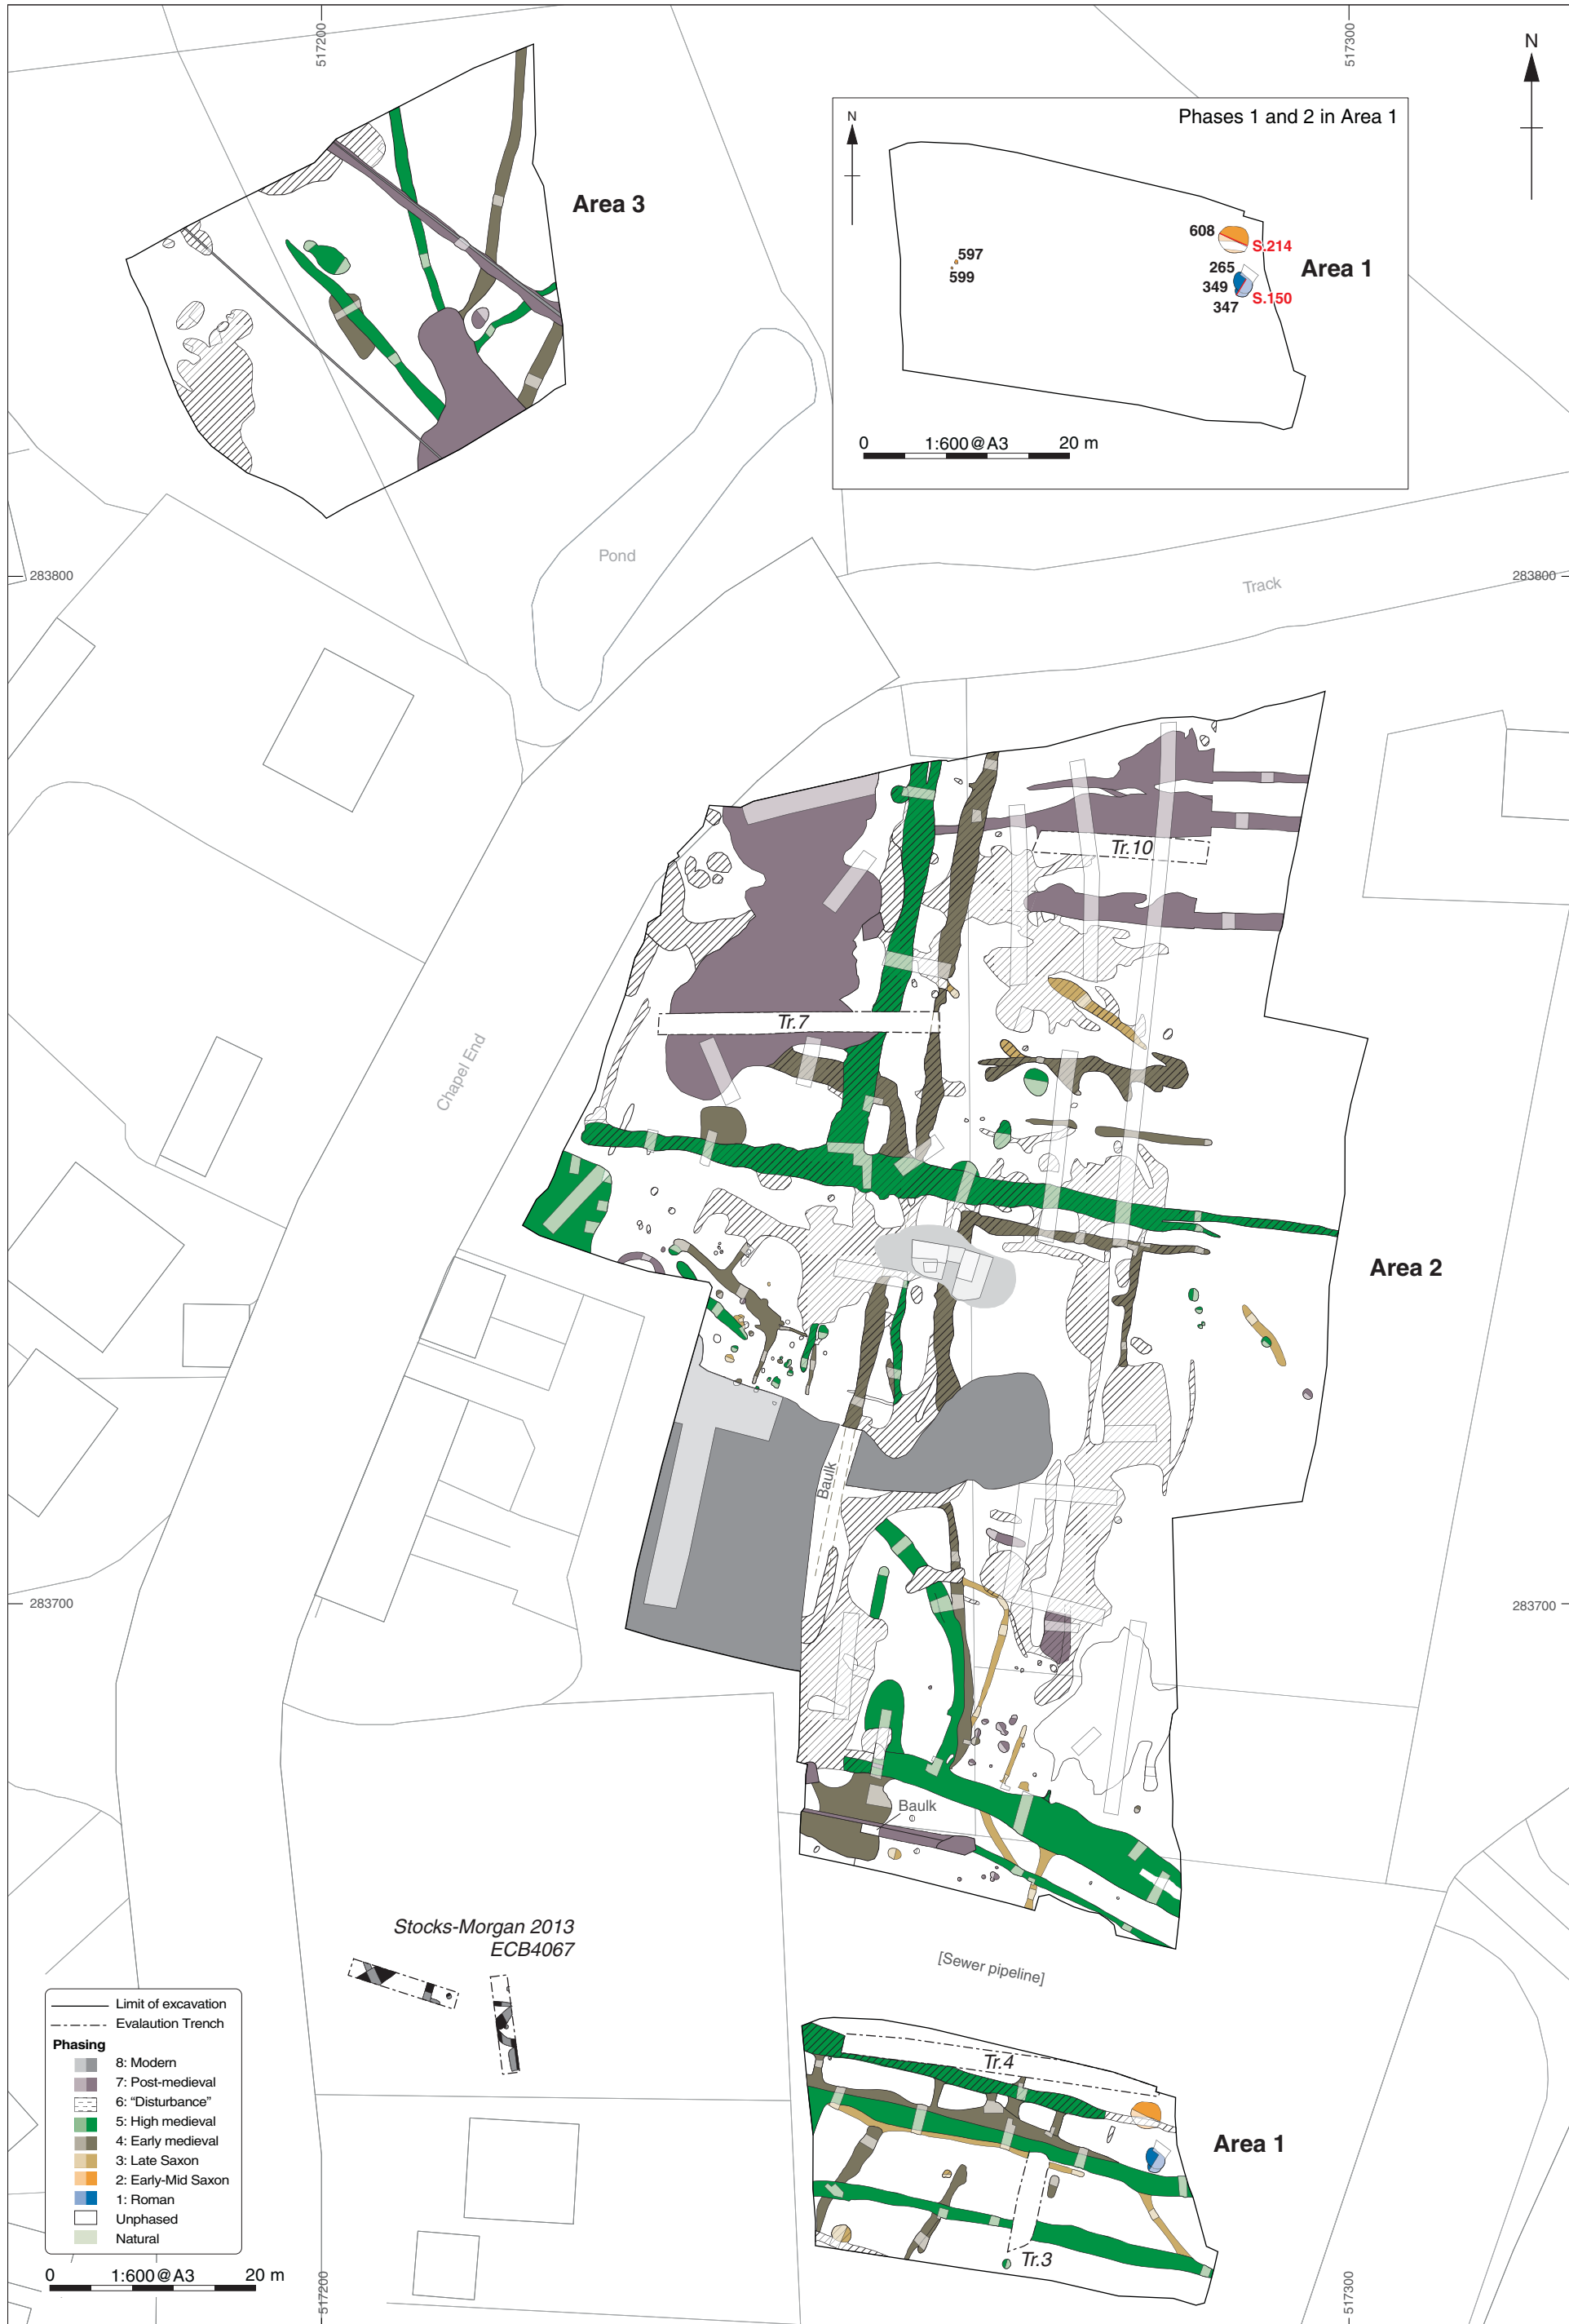 517200
517300
N
Phases 1 and 2 in Area 1
N
Area 3
608
S.214
597
265
Area 1
599
349
S.150
347
0
1:600@A3
20 m
Pond
283800
283800
Track
Tr.10
Tr.7
Chapel End
Area 2
Baulk
283700
283700
Baulk
Stocks-Morgan 2013
ECB4067
[Sewer pipeline]
Limit of excavation
Evalaution Trench
Phasing
8: Modern
7: Post-medieval
6: “Disturbance”
5: High medieval
4: Early medieval
3: Late Saxon
2: Early-Mid Saxon
1: Roman
Unphased
Natural
Tr.4
Area 1
Tr.3
0
1:600@A3
20 m
517200
517300